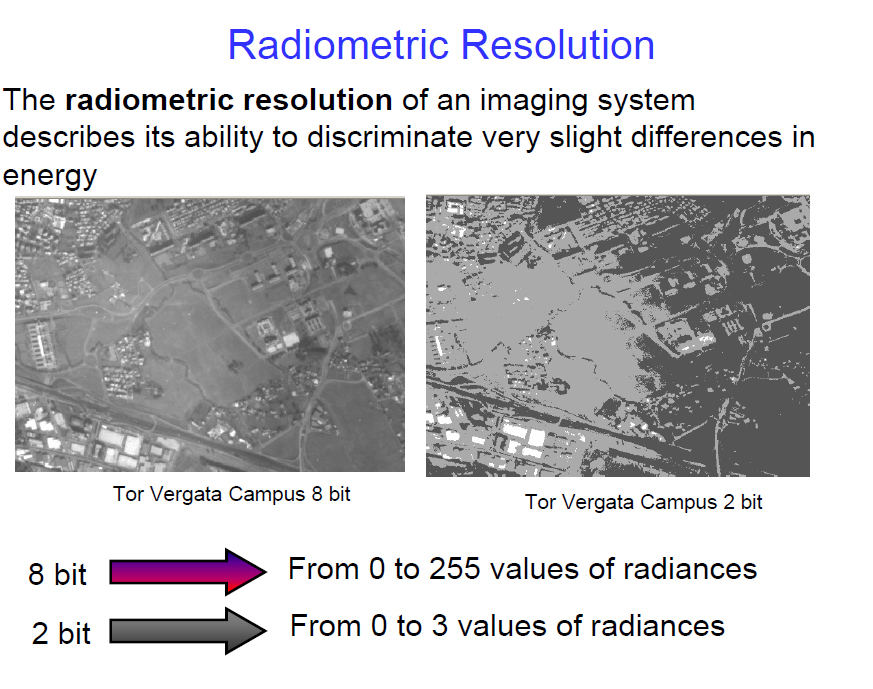 Radiometric Resolution
The radiometric resolution of an imaging system
describes its ability to discriminate very slight differences in
energy
Tor Vergata Campus 8 bit
Tor Vergata Campus 2 bit
8 bit
From 0 to 255 values of radiances
2 bit
From 0 to 3 values of radiances